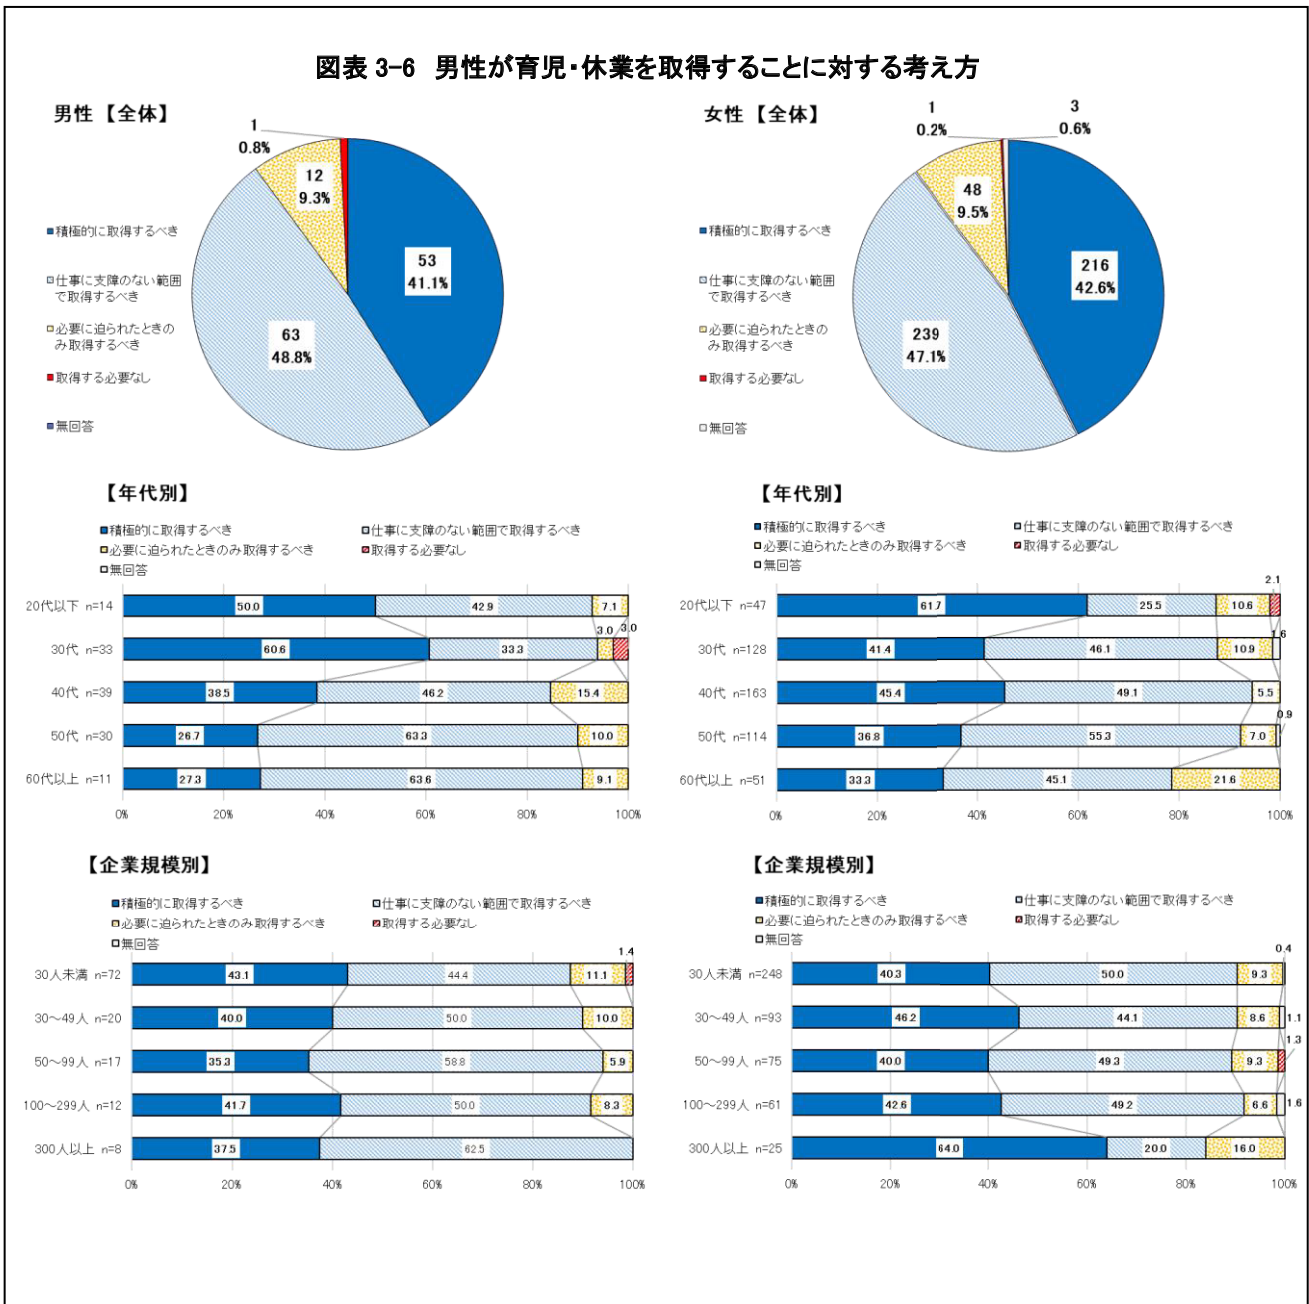 図表 3-6 男性が育児・休業を取得することに対する考え方
男性【全体】
1
0.8%
12
9.3%
53
41.1%
63
48.8%
積極的に取得するべき
仕事に支障のない範囲
で取得するべき
必要に迫られたときの
み取得するべき
取得する必要なし
無回答
女性【全体】
1
0.2%
3
0.6%
48
9.5%
216
42.6%
239
47.1%
積極的に取得するべき
仕事に支障のない範囲
で取得するべき
必要に迫られたときの
み取得するべき
取得する必要なし
無回答
【年代別】
積極的に取得するべき 仕事に支障のない範囲で取得するべき
必要に迫られたときのみ取得するべき 取得する必要なし
無回答
20代以下 n=14 50.0 42.9 7.1
30代 n=33 60.6 33.3 3.0 3.0
40代 n=39 38.5 46.2 15.4
50代 n=30 26.7 63.3 10.0
60代以上 n=11 27.3 63.6 9.1
0% 20% 40% 60% 80% 100%
【年代別】
積極的に取得するべき 仕事に支障のない範囲で取得するべき
必要に迫られたときのみ取得するべき 取得する必要なし
無回答
20代以下 n=47 61.7 25.5 10.6 2.1
30代 n=128 41.4 46.1 10.9 1.6
40代 n=163 45.4 49.1 5.5
50代 n=114 36.8 55.3 7.0 0.9
60代以上 n=51 33.3 45.1 21.6
0% 20% 40% 60% 80% 100%
【企業規模別】
積極的に取得するべき 仕事に支障のない範囲で取得するべき
必要に迫られたときのみ取得するべき 取得する必要なし
無回答
30人未満 n=72 43.1 44.4 11.1 1.4
30～49人 n=20 40.0 50.0 10.0
50～99人 n=17 35.3 58.8 5.9
100～299人 n=12 41.7 50.0 8.3
300人以上 n=8 37.5 62.5
0% 20% 40% 60% 80% 100%
【企業規模別】
積極的に取得するべき 仕事に支障のない範囲で取得するべき
必要に迫られたときのみ取得するべき 取得する必要なし
無回答
30人未満 n=248 40.3 50.0 9.3 0.4
30～49人 n=93 46.2 44.1 8.6 1.1
50～99人 n=75 40.0 49.3 9.3 1.3
100～299人 n=61 42.6 49.2 6.6 1.6
300人以上 n=25 64.0 20.0 16.0
0% 20% 40% 60% 80% 100%